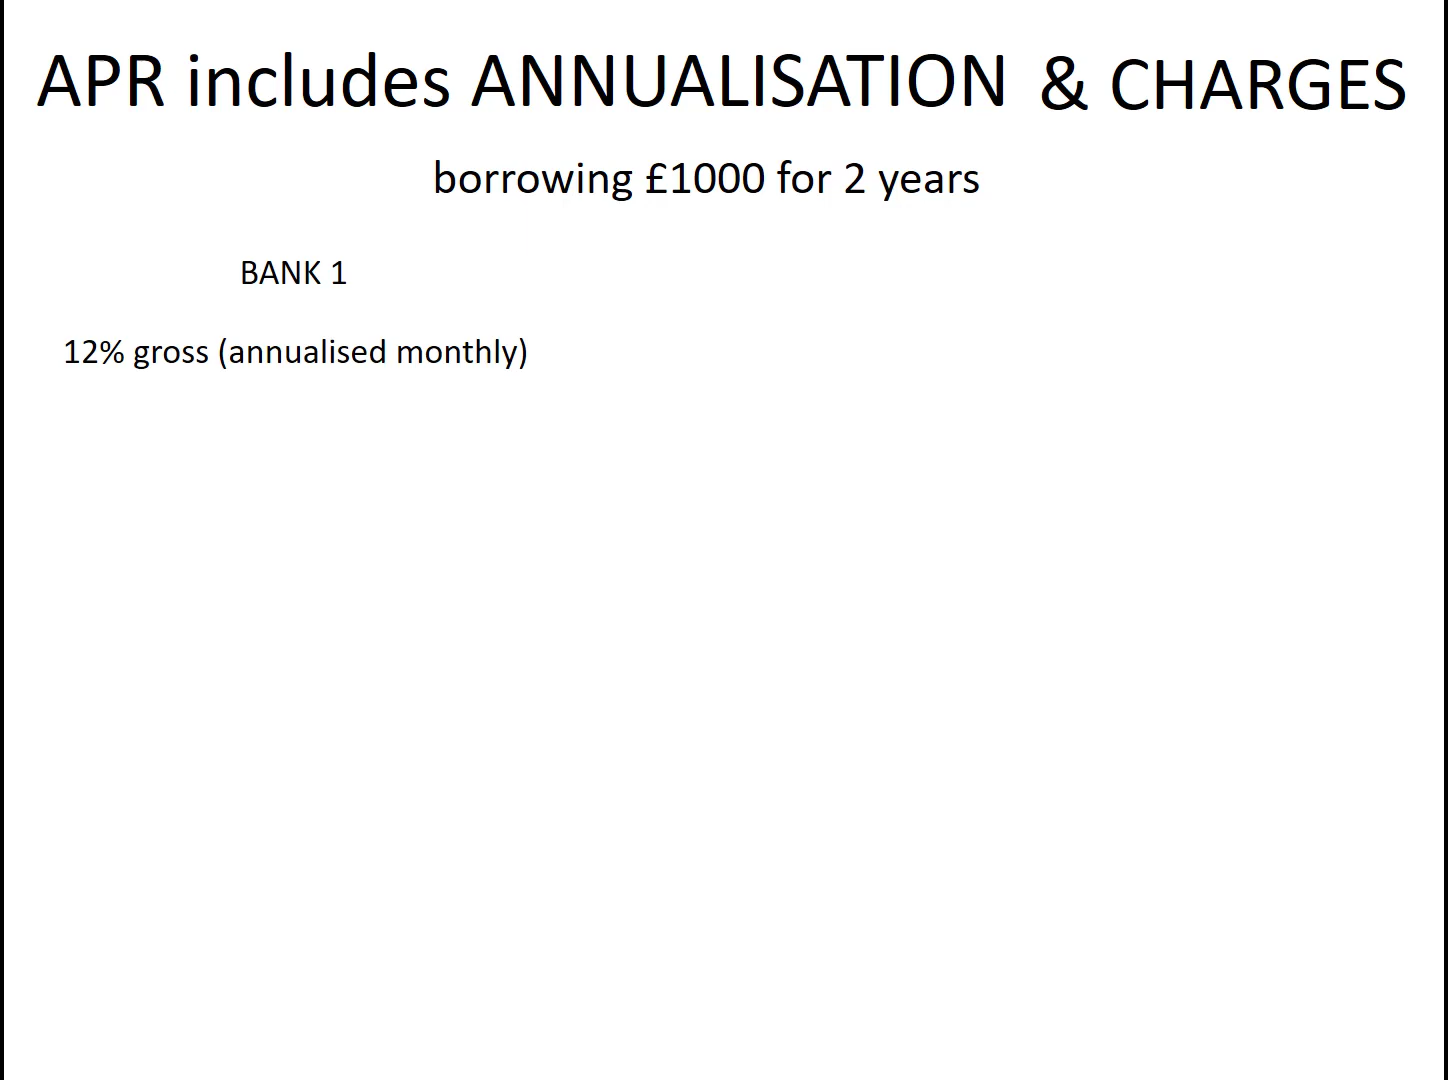 APR includes ANNUALISATION & CHARGES
borrowing £1000 for 2 years
BANK 1
12% gross (annualised monthly)